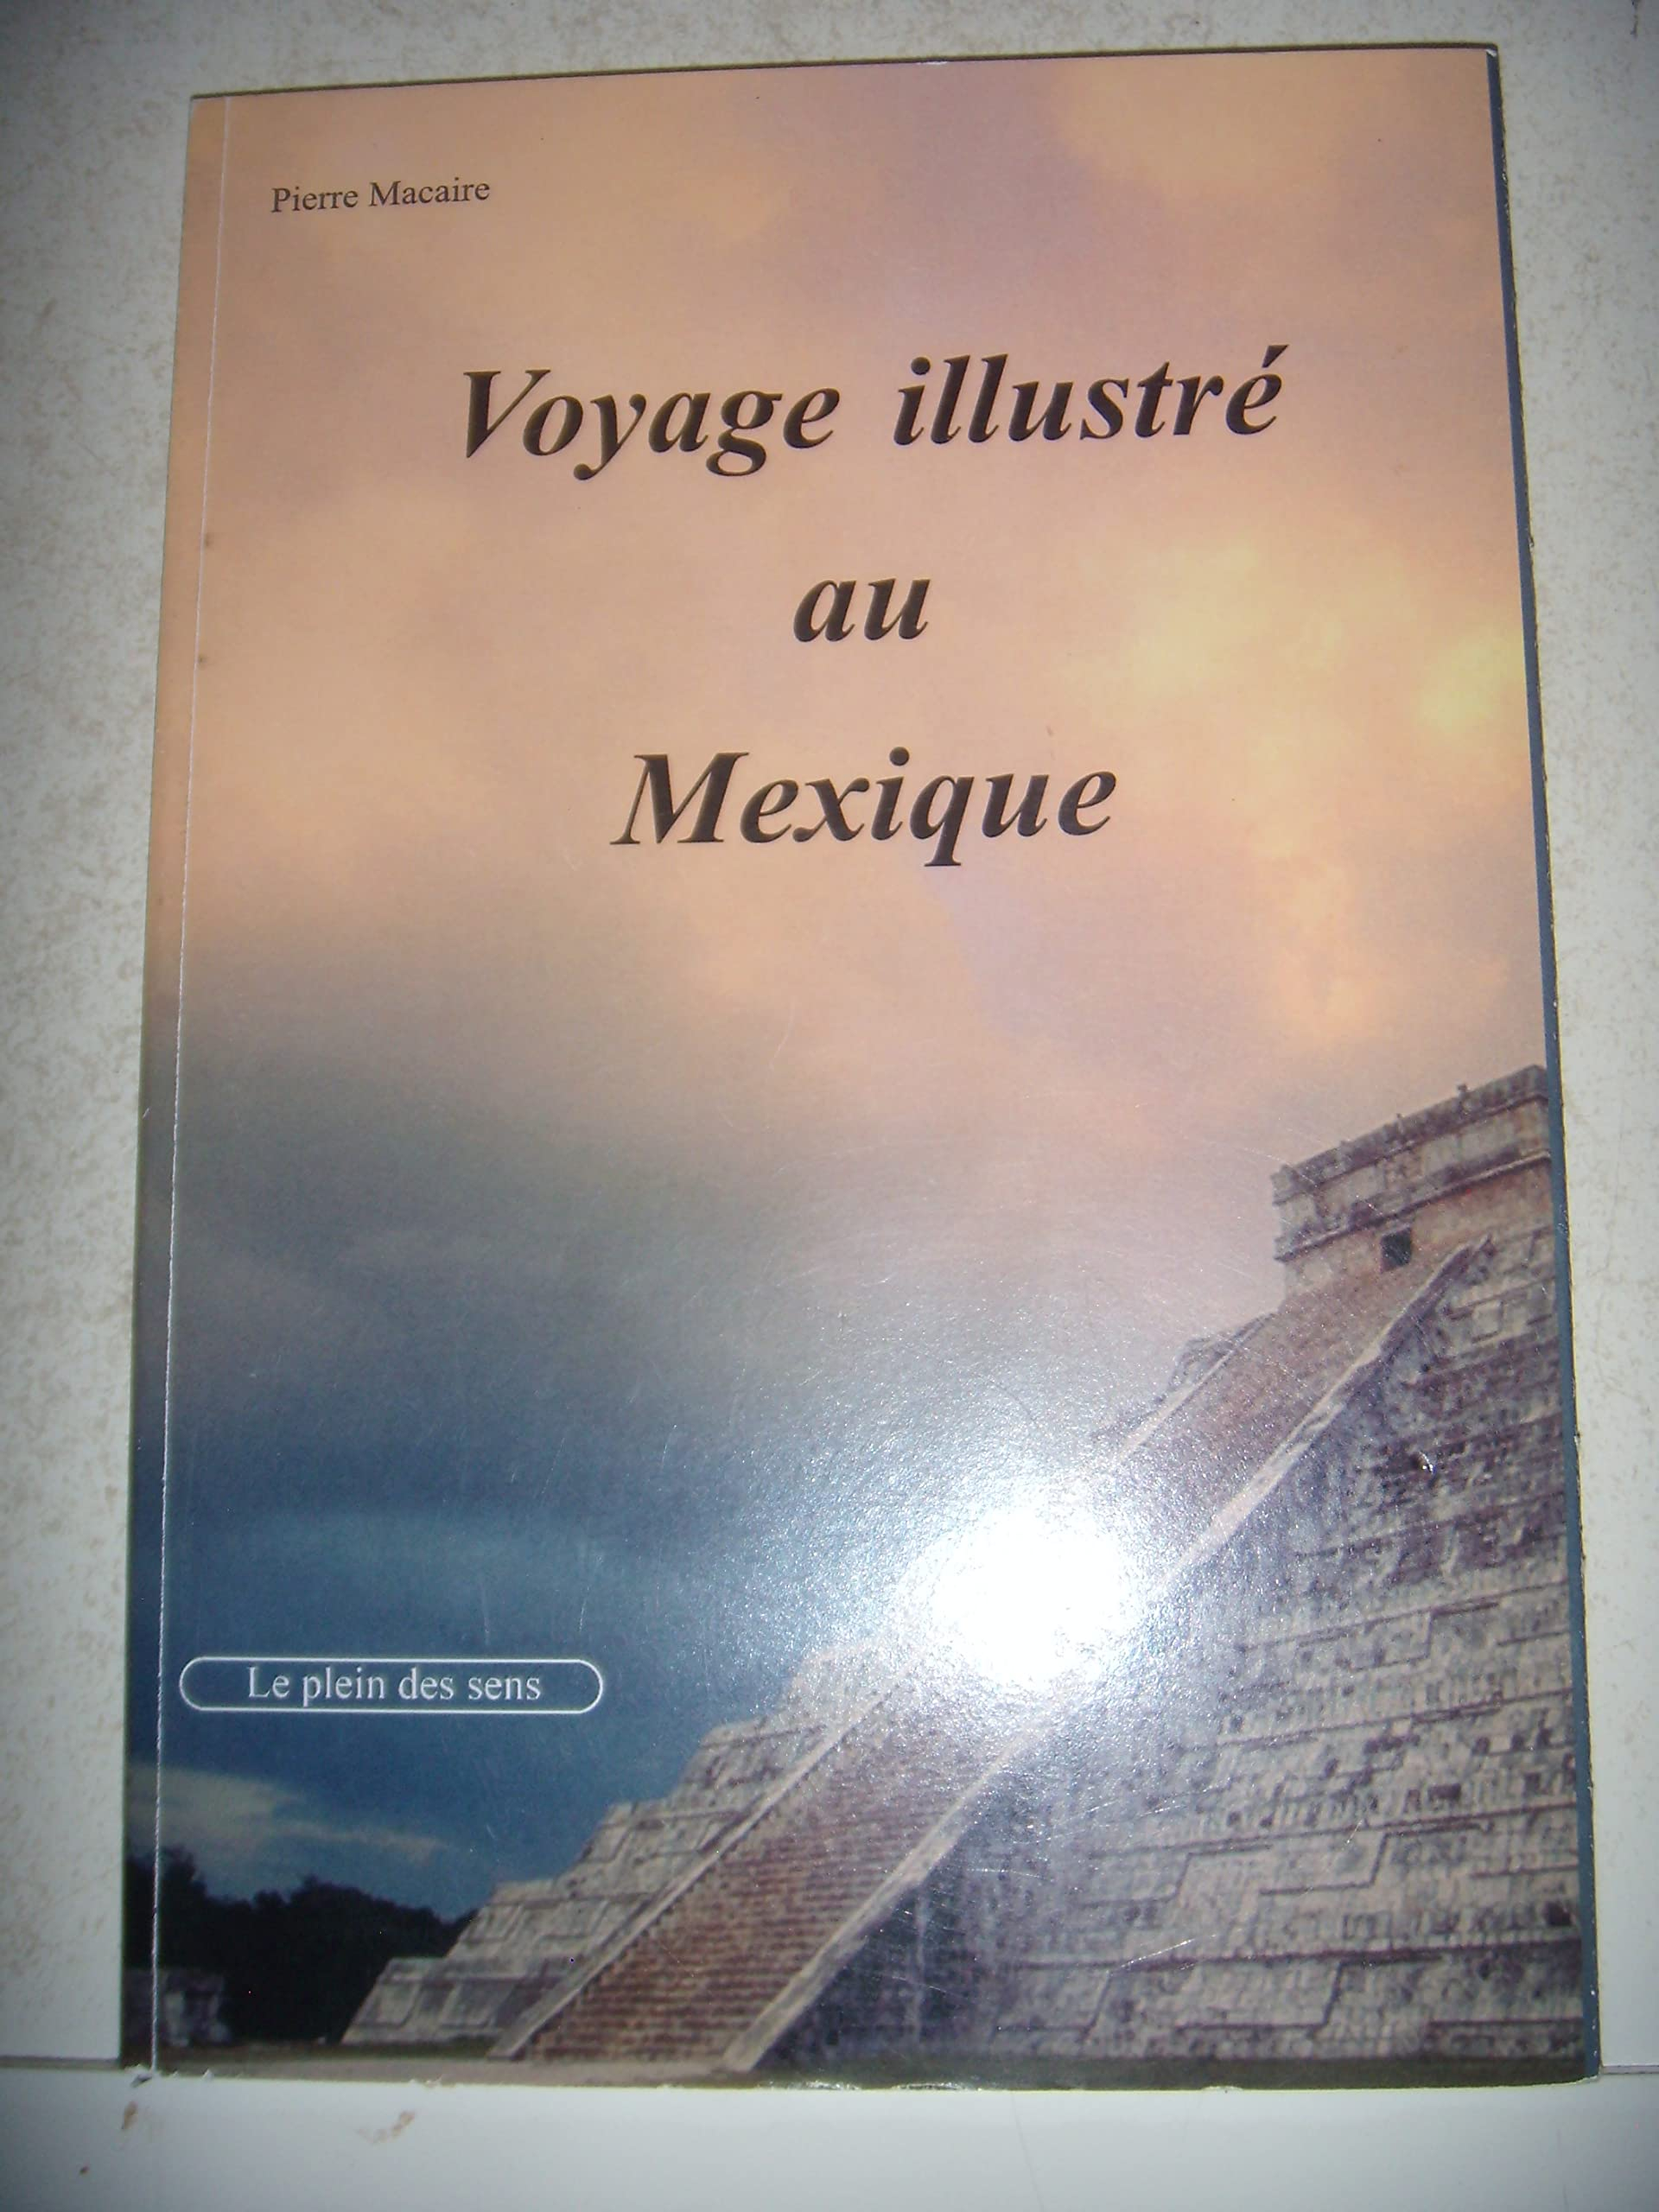 Pierre Macaire
Voyage illustré
au
Mexique
Le plein des sens